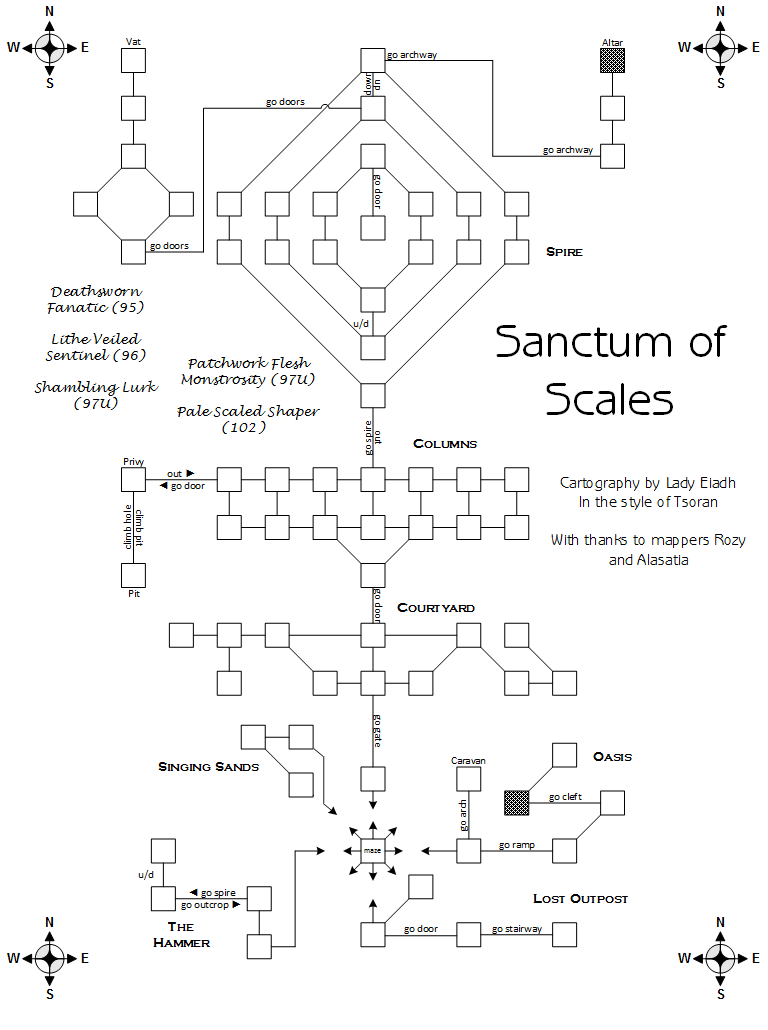 N
W E
S
N
W E
S
Vat
go archway
Altar
down
up
go doors
go archway
go door
go doors
SPIRE
Deathsworn
Fanatic (95)
Lithe Veiled
Sentinel (96)
Shambling Lurk
(97U)
u/d
Patchwork Flesh
Monstrosity (97U)
Pale Scaled Shaper
(102)
Sanctum of
Scales
go spire
out
COLUMNS
Privy
out
go door
climb hole
climb pit
Pit
Cartography by Lady Eiadh
In the style of Tsoran
With thanks to mappers Rozy
and Alasatia
go door
COURTYARD
go gate
SINGING SANDS
Caravan
OASIS
go arch
go cleft
maze
go ramp
u/d
go spire
go outcrop
THE
HAMMER
LOST OUTPOST
go door
go stairway
N
W E
S
N
W E
S